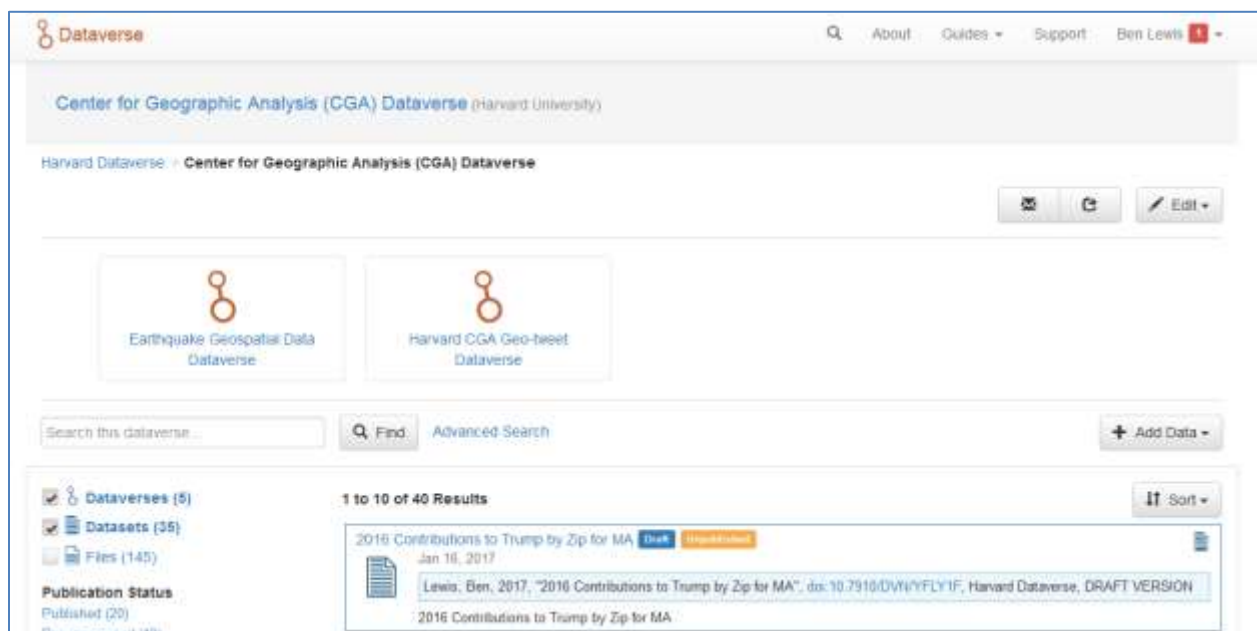 Dataverse
About Guides Support Ben Lewis 1
Center for Geographic Analysis (CGA) Dataverse (Harvard University)
Harvard Dataverse > Center for Geographic Analysis (CGA) Dataverse
Edit
Earthquake Geospatial Data
Dataverse
Harvard CGA Geo-tweet
Dataverse
Search this dataverse...
Find
Advanced Search
+ Add Data
Dataverses (5)
Datasets (35)
Files (145)
Publication Status
Published (20)
1 to 10 of 40 Results
Sort
2016 Contributions to Trump by Zip for MA Draft Unpublished
Jan 16, 2017
Lewis, Ben, 2017, "2016 Contributions to Trump by Zip for MA", doi:10.7910/DVN/YFLY1F, Harvard Dataverse, DRAFT VERSION
2016 Contributions to Trump by Zip for MA